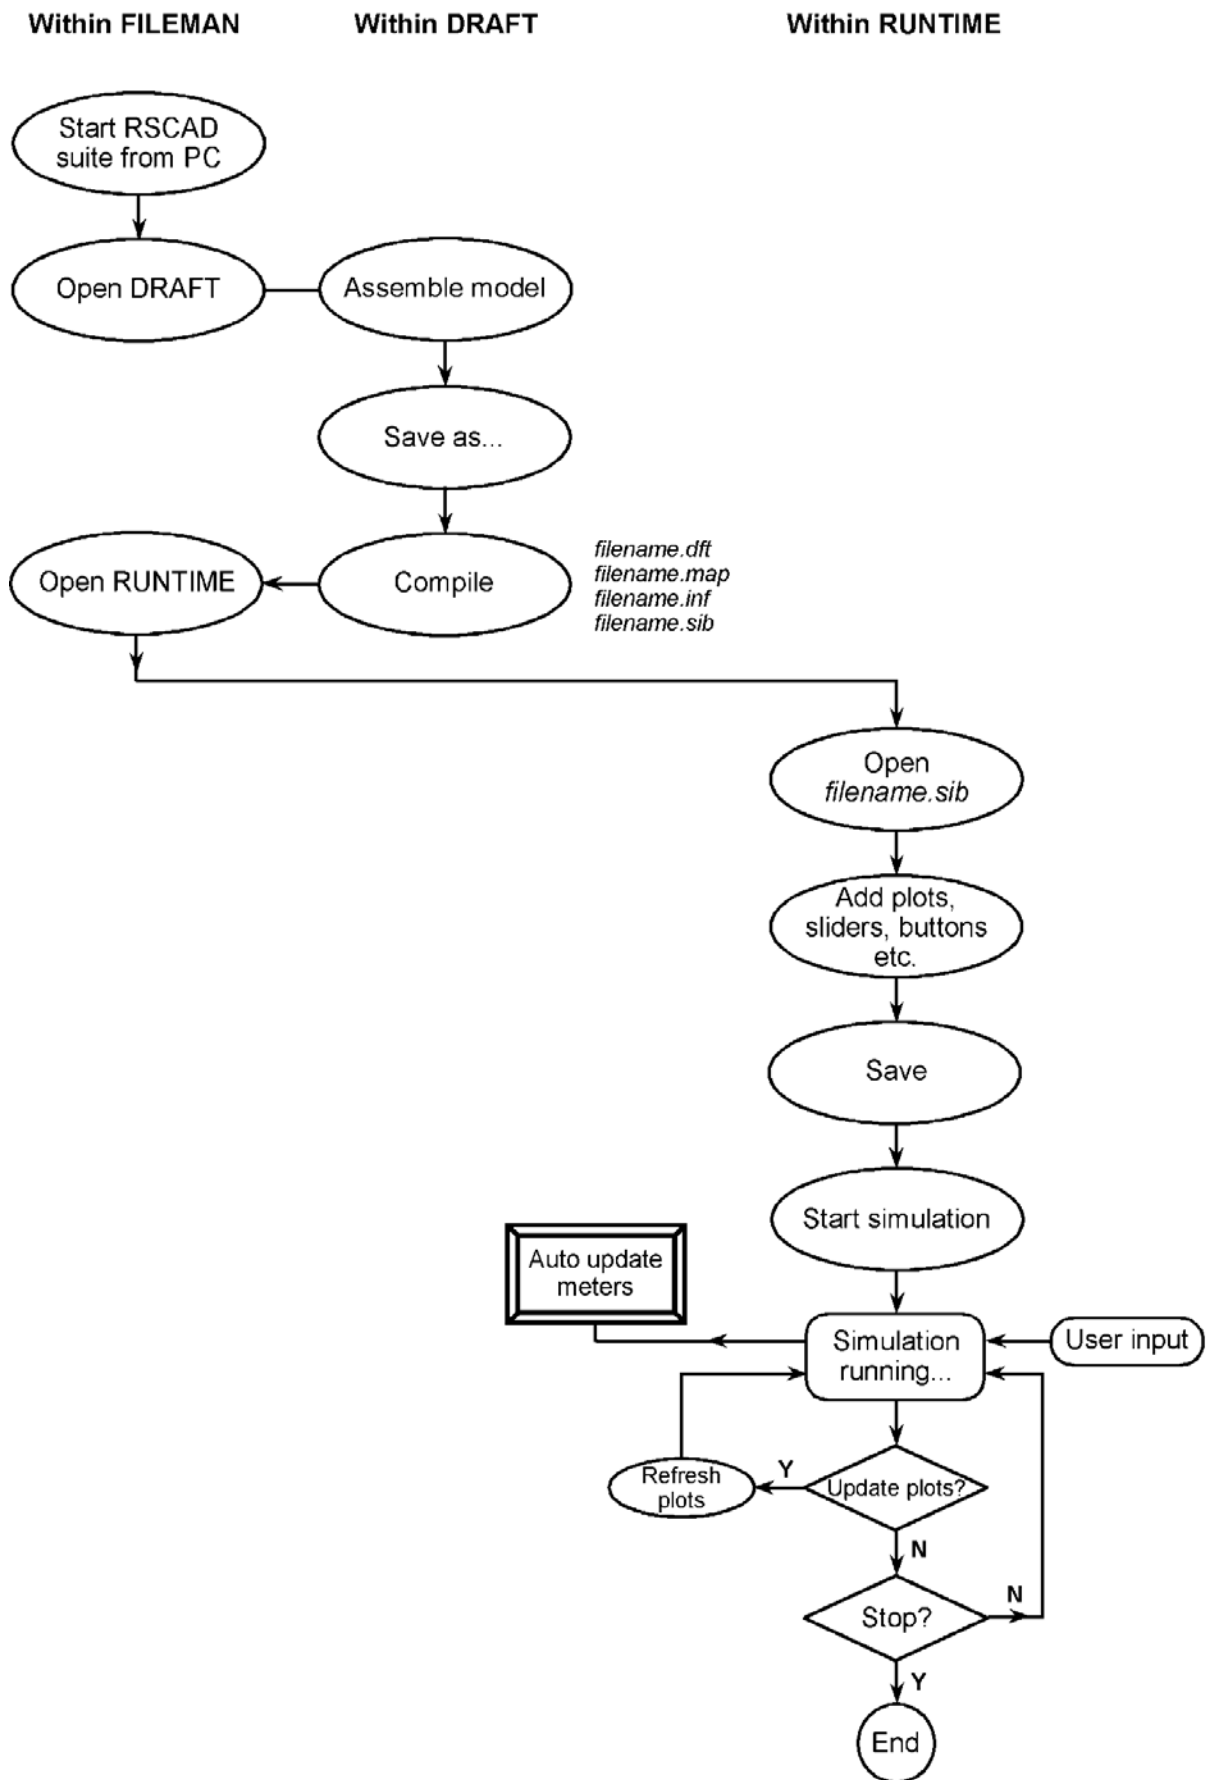 Within FILEMAN
Within DRAFT
Within RUNTIME
Start RSCAD
suite from PC
Open DRAFT
Assemble model
Save as...
Open RUNTIME
Compile
filename.dft
filename.map
filename.inf
filename.sib
Open
filename.sib
Add plots,
sliders, buttons
etc.
Save
Start simulation
Auto update
meters
Simulation
running...
User input
Refresh
plots
Y
Update plots?
N
Stop?
N
Y
End